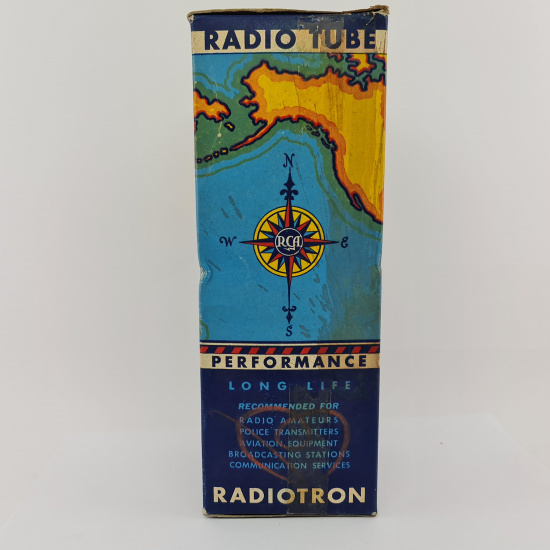 RADIO TUBE
N
W RCA E
S
PERFORMANCE
LONG LIFE
RECOMMENDED FOR
RADIO AMATEURS
POLICE TRANSMITTERS
AVIATION EQUIPMENT
BROADCASTING STATIONS
COMMUNICATION SERVICES
RADIOTRON